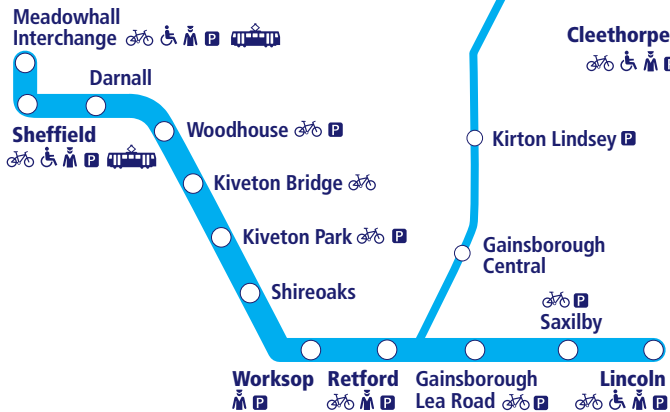 Meadowhall
Interchange P
Cleethorpe
Darnall
Sheffield
P
Woodhouse P
Kirton Lindsey P
Kiveton Bridge
Kiveton Park P
Gainsborough
Central
Shireoaks
P
Saxilby
Worksop
P
Retford
P
Gainsborough
Lea Road P
Lincoln
P